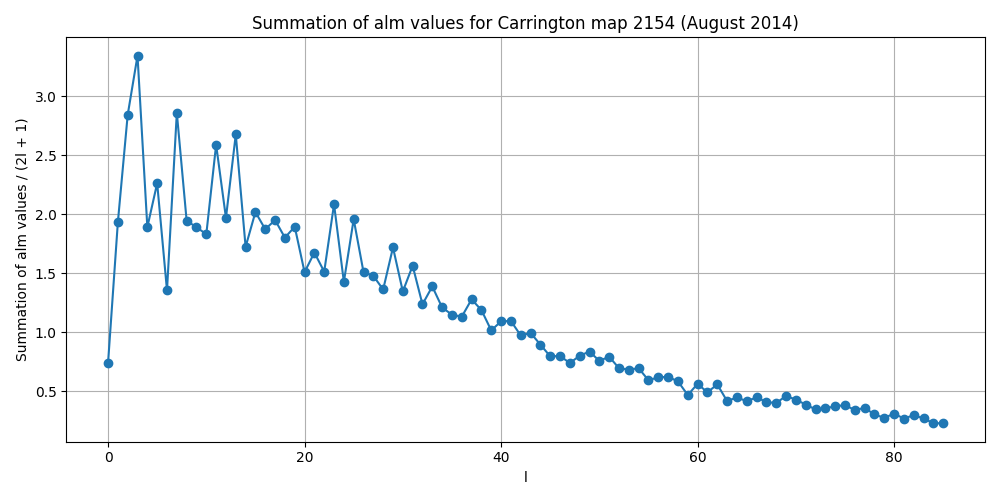 Summation of alm values for Carrington map 2154 (August 2014)
Summation of alm values / (2l + 1)
3.0
2.5
2.0
1.5
1.0
0.5
0 20 40 60 80
l